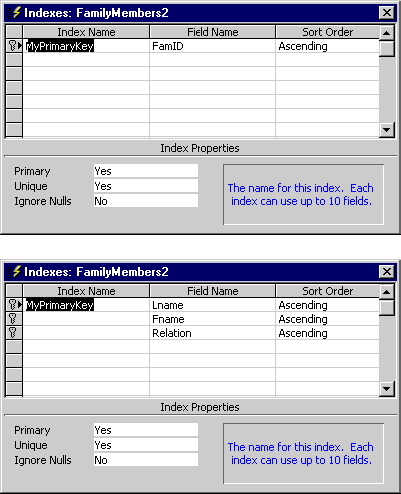 Indexes: FamilyMembers2
Index Name Field Name Sort Order
MyPrimaryKey FamID Ascending
Index Properties
Primary Yes
Unique Yes
Ignore Nulls No
The name for this index. Each
index can use up to 10 fields.
Indexes: FamilyMembers2
Index Name Field Name Sort Order
MyPrimaryKey Lname Ascending
Fname Ascending
Relation Ascending
Index Properties
Primary Yes
Unique Yes
Ignore Nulls No
The name for this index. Each
index can use up to 10 fields.